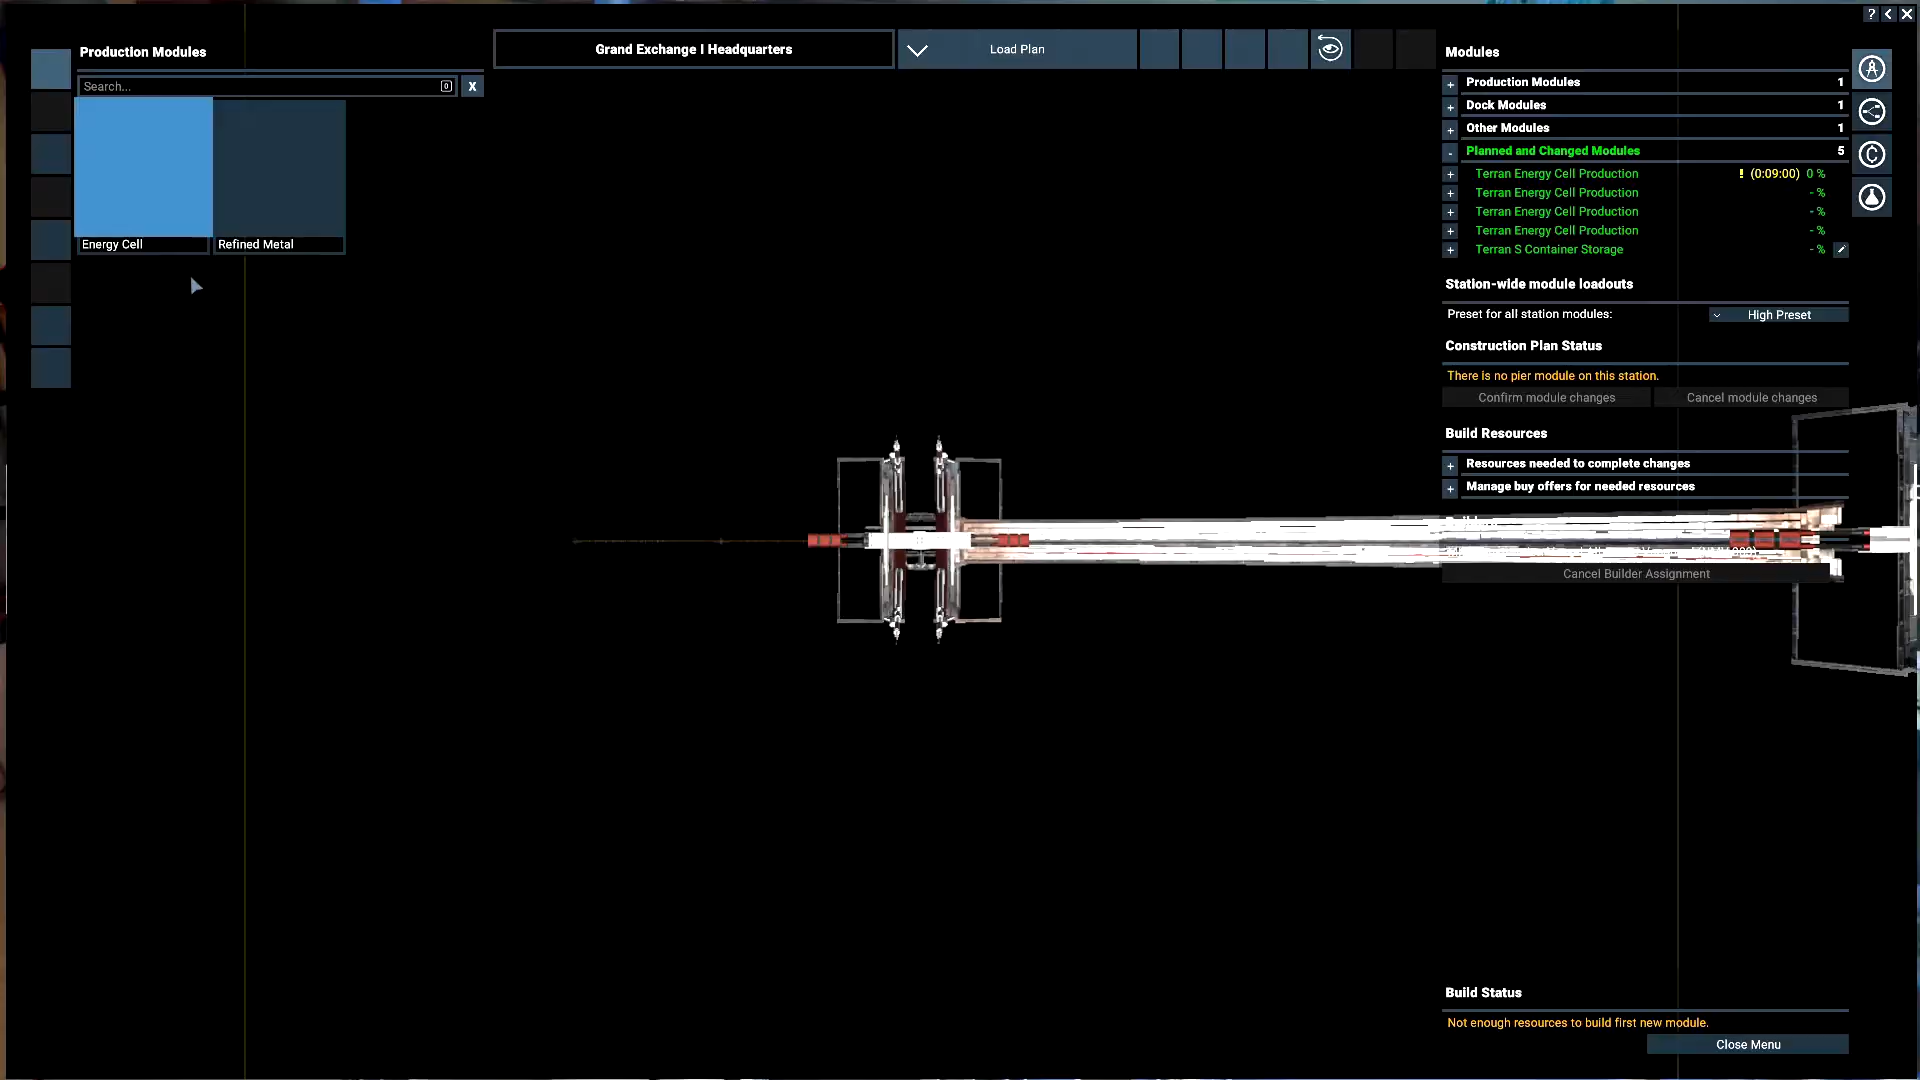 Production Modules
Search...
0
X
Energy Cell
Refined Metal
Grand Exchange I Headquarters
Load Plan
?
Modules
Production Modules 1
Dock Modules 1
Other Modules 1
Planned and Changed Modules 5
Terran Energy Cell Production ! (0:09:00) 0 %
Terran Energy Cell Production - %
Terran Energy Cell Production - %
Terran Energy Cell Production - %
Terran S Container Storage - %
Station-wide module loadouts
Preset for all station modules: High Preset
Construction Plan Status
There is no pier module on this station.
Confirm module changes Cancel module changes
Build Resources
Resources needed to complete changes
Manage buy offers for needed resources
Cancel Builder Assignment
Build Status
Not enough resources to build first new module.
Close Menu